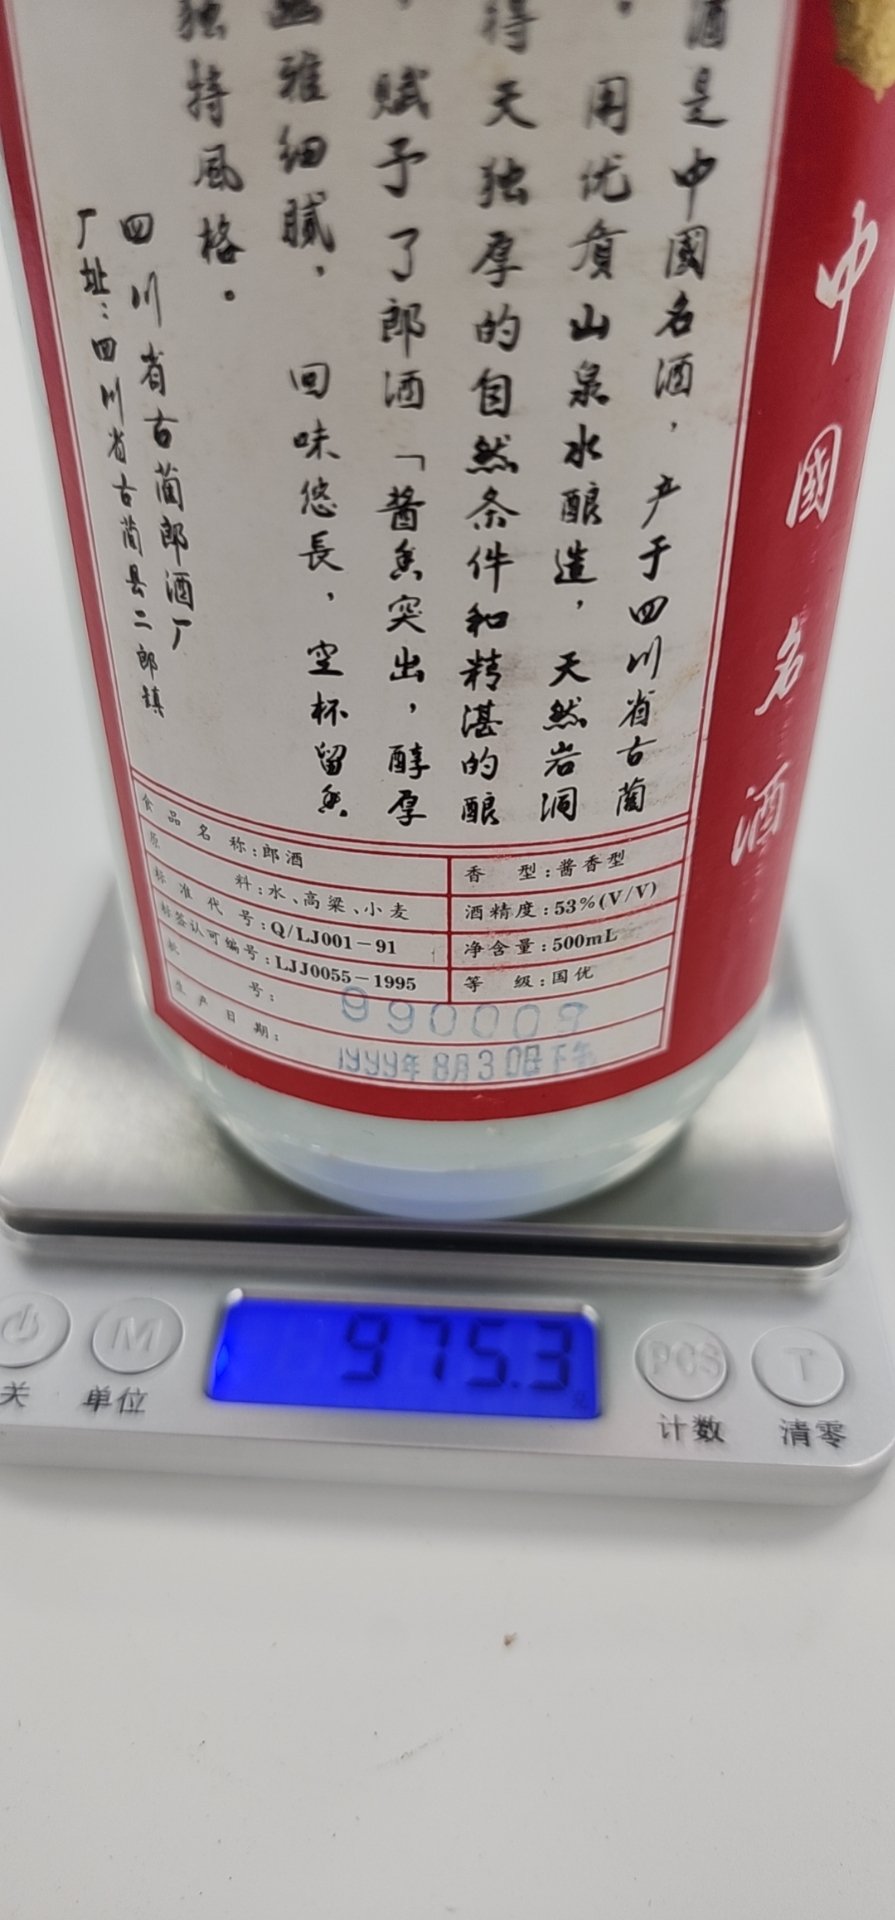 酒是中國名酒，产于四川省古蔺
，用优质山泉水酿造，天然岩洞
得天独厚的自然条件和精湛的酿
，赋予了郎酒「酱香突出，醇厚
雅细腻，回味悠長，空杯留香
独特風格。
四川省古蔺郎酒厂
厂址：四川省古蔺县二郎镇
中國名酒
食品名称：郎酒
香型：酱香型
原料：水、高粱、小麦
酒精度：53%(V/V)
标准代号：Q/LJ001-91
净含量：500mL
标签认可编号：LJJ0055-1995
等级：国优
批号：990009
生产日期：1999年8月30日下午
975.3
M
PCS
T
关
单位
计数
清零